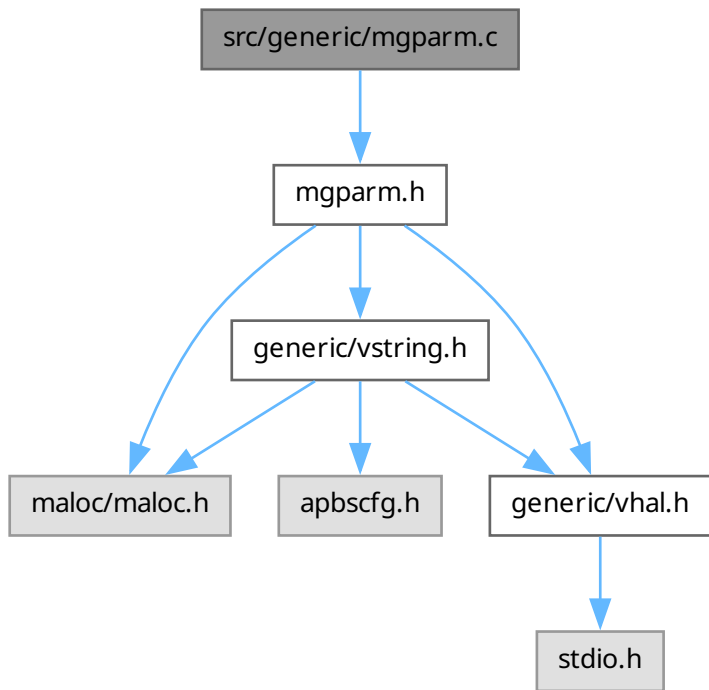 src/generic/mgparm.c
mgparm.h
generic/vstring.h
maloc/maloc.h
apbscfg.h
generic/vhal.h
stdio.h